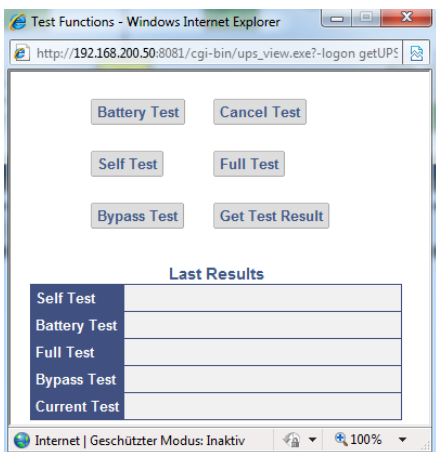 Test Functions - Windows Internet Explorer
http://192.168.200.50:8081/cgi-bin/ups_view.exe?-logon getUPS
Battery Test Cancel Test
Self Test Full Test
Bypass Test Get Test Result
Last Results
Self Test
Battery Test
Full Test
Bypass Test
Current Test
Internet | Geschützter Modus: Inaktiv 100%